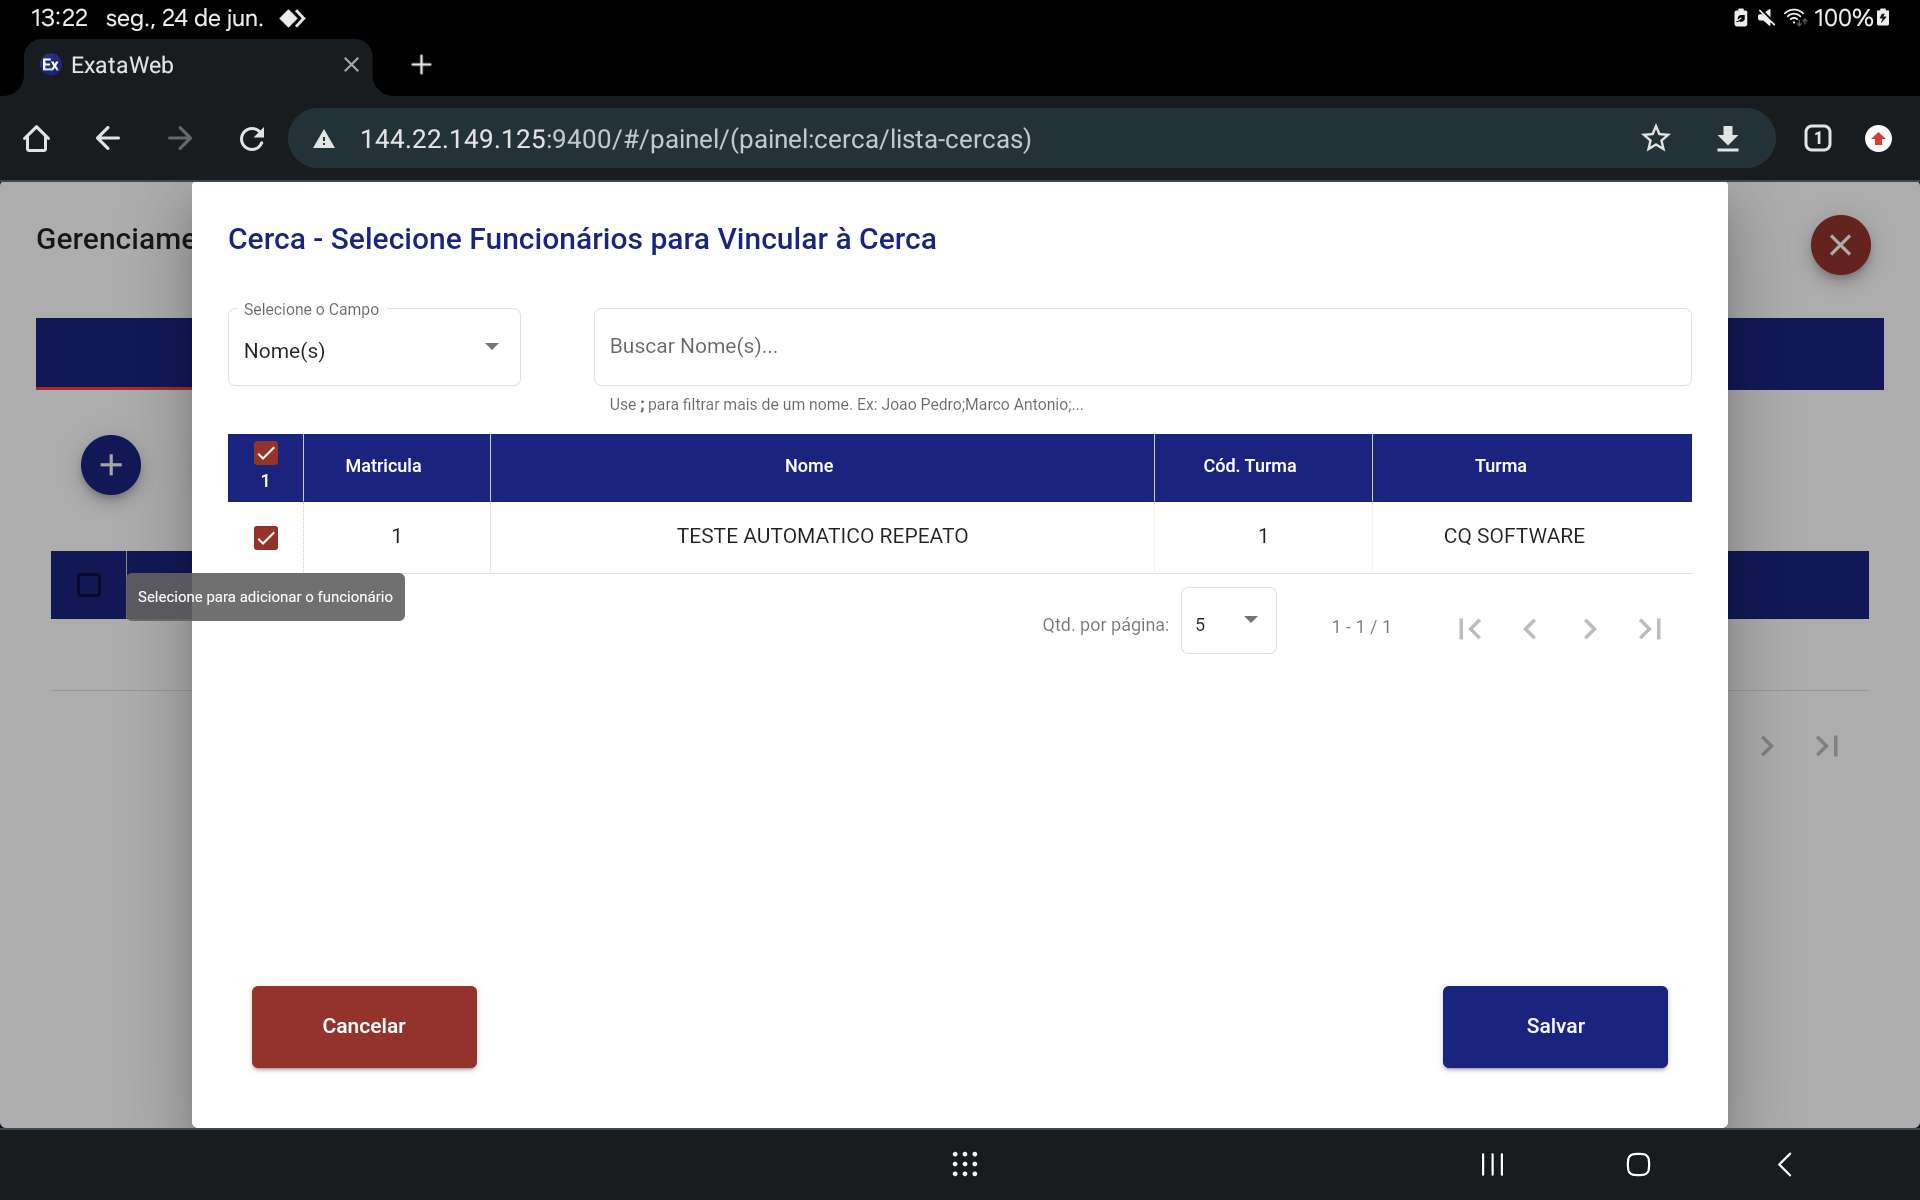 13:22 seg., 24 de jun. 100%
Ex ExataWeb
144.22.149.125:9400/#/painel/(painel:cerca/lista-cercas) 1
Gerenciame
Cerca - Selecione Funcionários para Vincular à Cerca
Selecione o Campo
Nome(s)
Buscar Nome(s)...
Use ; para filtrar mais de um nome. Ex: Joao Pedro;Marco Antonio;...
1 Matricula Nome Cód. Turma Turma
1 TESTE AUTOMATICO REPEATO 1 CQ SOFTWARE
Selecione para adicionar o funcionário
Qtd. por página: 5 1 - 1 / 1
Cancelar Salvar